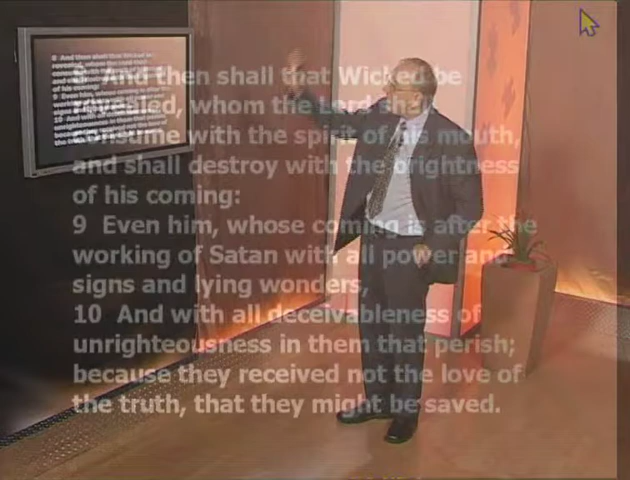 8 And then shall that Wicked be
revealed, whom the Lord shall
consume with the spirit of his mouth,
and shall destroy with the brightness
of his coming:
9 Even him, whose coming is after the
working of Satan with all power and
signs and lying wonders,
10 And with all deceivableness of
unrighteousness in them that perish;
because they received not the love of
the truth, that they might be saved.